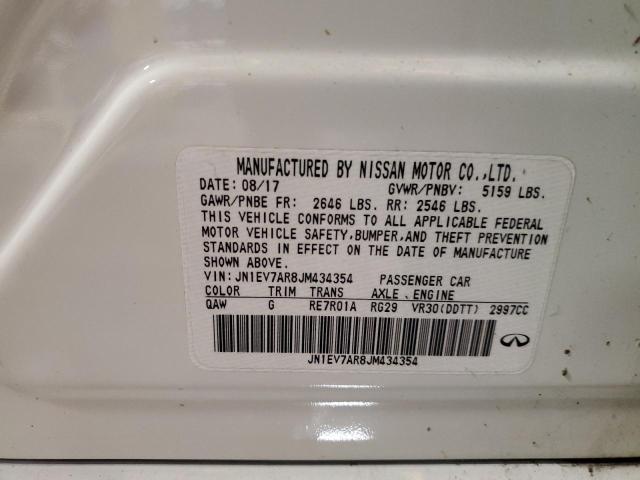 MANUFACTURED BY NISSAN MOTOR CO.,LTD.
DATE: 08/17 GVWR/PNBV: 5159 LBS.
GAWR/PNBE FR: 2646 LBS. RR: 2546 LBS.
THIS VEHICLE CONFORMS TO ALL APPLICABLE FEDERAL
MOTOR VEHICLE SAFETY,BUMPER,AND THEFT PREVENTION
STANDARDS IN EFFECT ON THE DATE OF MANUFACTURE
SHOWN ABOVE.
VIN: JN1EV7AR8JM434354 PASSENGER CAR
COLOR TRIM TRANS AXLE ENGINE
QAW G RE7R01A RG29 VR30(DDTT) 2997CC
JN1EV7AR8JM434354